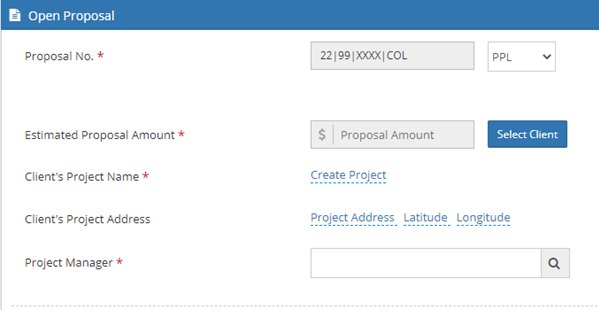 Open Proposal
Proposal No. * 22|99|XXXX|COL PPL
Estimated Proposal Amount * $ Proposal Amount Select Client
Client's Project Name * Create Project
Client's Project Address Project Address Latitude Longitude
Project Manager *